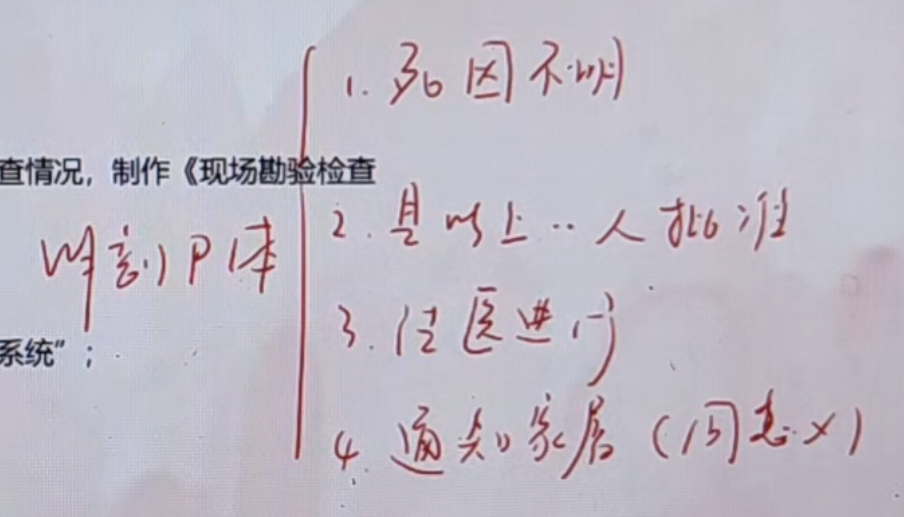 1. 死因不明
查情况，制作《现场勘验检查
2. 县以上..人批准
解剖尸体
3. 法医进行
系统”；
4. 通知家属（同意×）